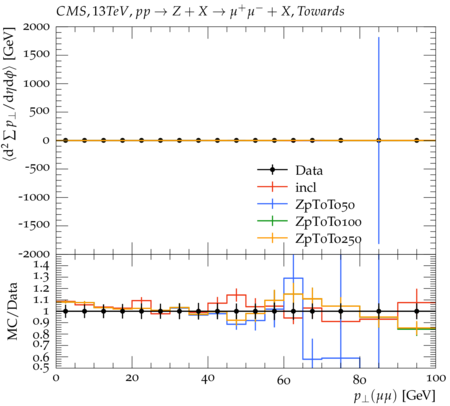 CMS, 13TeV, pp → Z + X → μ⁺μ⁻ + X, Towards
⟨d² ∑ p⊥/dηdϕ⟩ [GeV]
2000
1500
1000
500
0
-500
-1000
-1500
-2000
Data
incl
ZpToTo50
ZpToTo100
ZpToTo250
MC/Data
1.4
1.3
1.2
1.1
1
0.9
0.8
0.7
0.6
0.5
0 20 40 60 80 100
p⊥(μμ) [GeV]